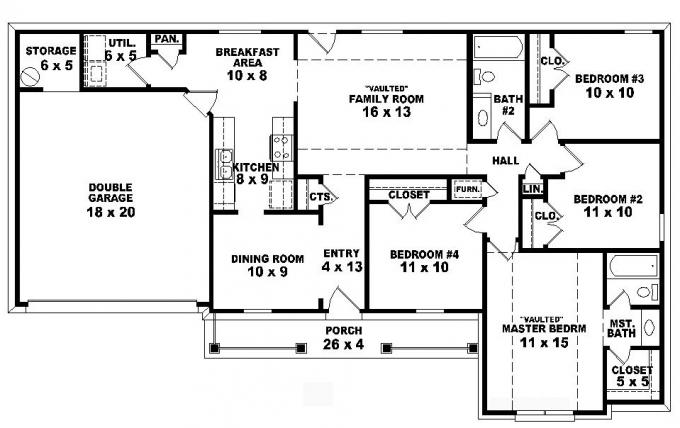 STORAGE
6 x 5
UTIL.
6 x 5
PAN.
BREAKFAST
AREA
10 x 8
"VAULTED"
FAMILY ROOM
16 x 13
BATH
#2
CLO.
BEDROOM #3
10 x 10
HALL
KITCHEN
8 x 9
DOUBLE
GARAGE
18 x 20
CTS.
CLOSET
FURN.
LIN.
BEDROOM #2
11 x 10
CLO.
DINING ROOM
10 x 9
ENTRY
4 x 13
BEDROOM #4
11 x 10
PORCH
26 x 4
"VAULTED"
MASTER BEDRM
11 x 15
MST.
BATH
CLOSET
5 x 5